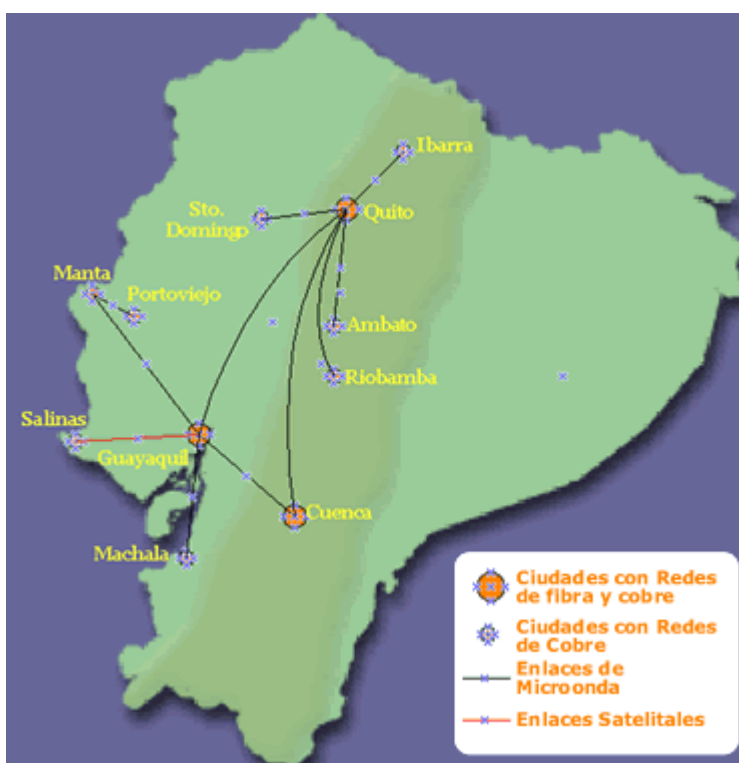 Ibarra
Sto.
Domingo
Quito
Manta
Portoviejo
Ambato
Riobamba
Salinas
Guayaquil
Cuenca
Machala
Ciudades con Redes
de fibra y cobre
Ciudades con Redes
de Cobre
Enlaces de
Microonda
Enlaces Satelitales